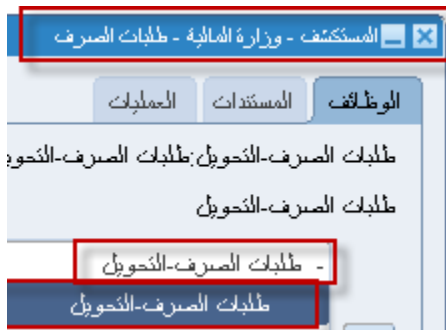 المستكشف - وزارة المالية - طلبات الصرف
الوظائف المستندات العمليات
طلبات الصرف-التحويل:طلبات الصرف-التحوي
طلبات الصرف-التحويل
- طلبات الصرف-التحويل
طلبات الصرف-التحويل